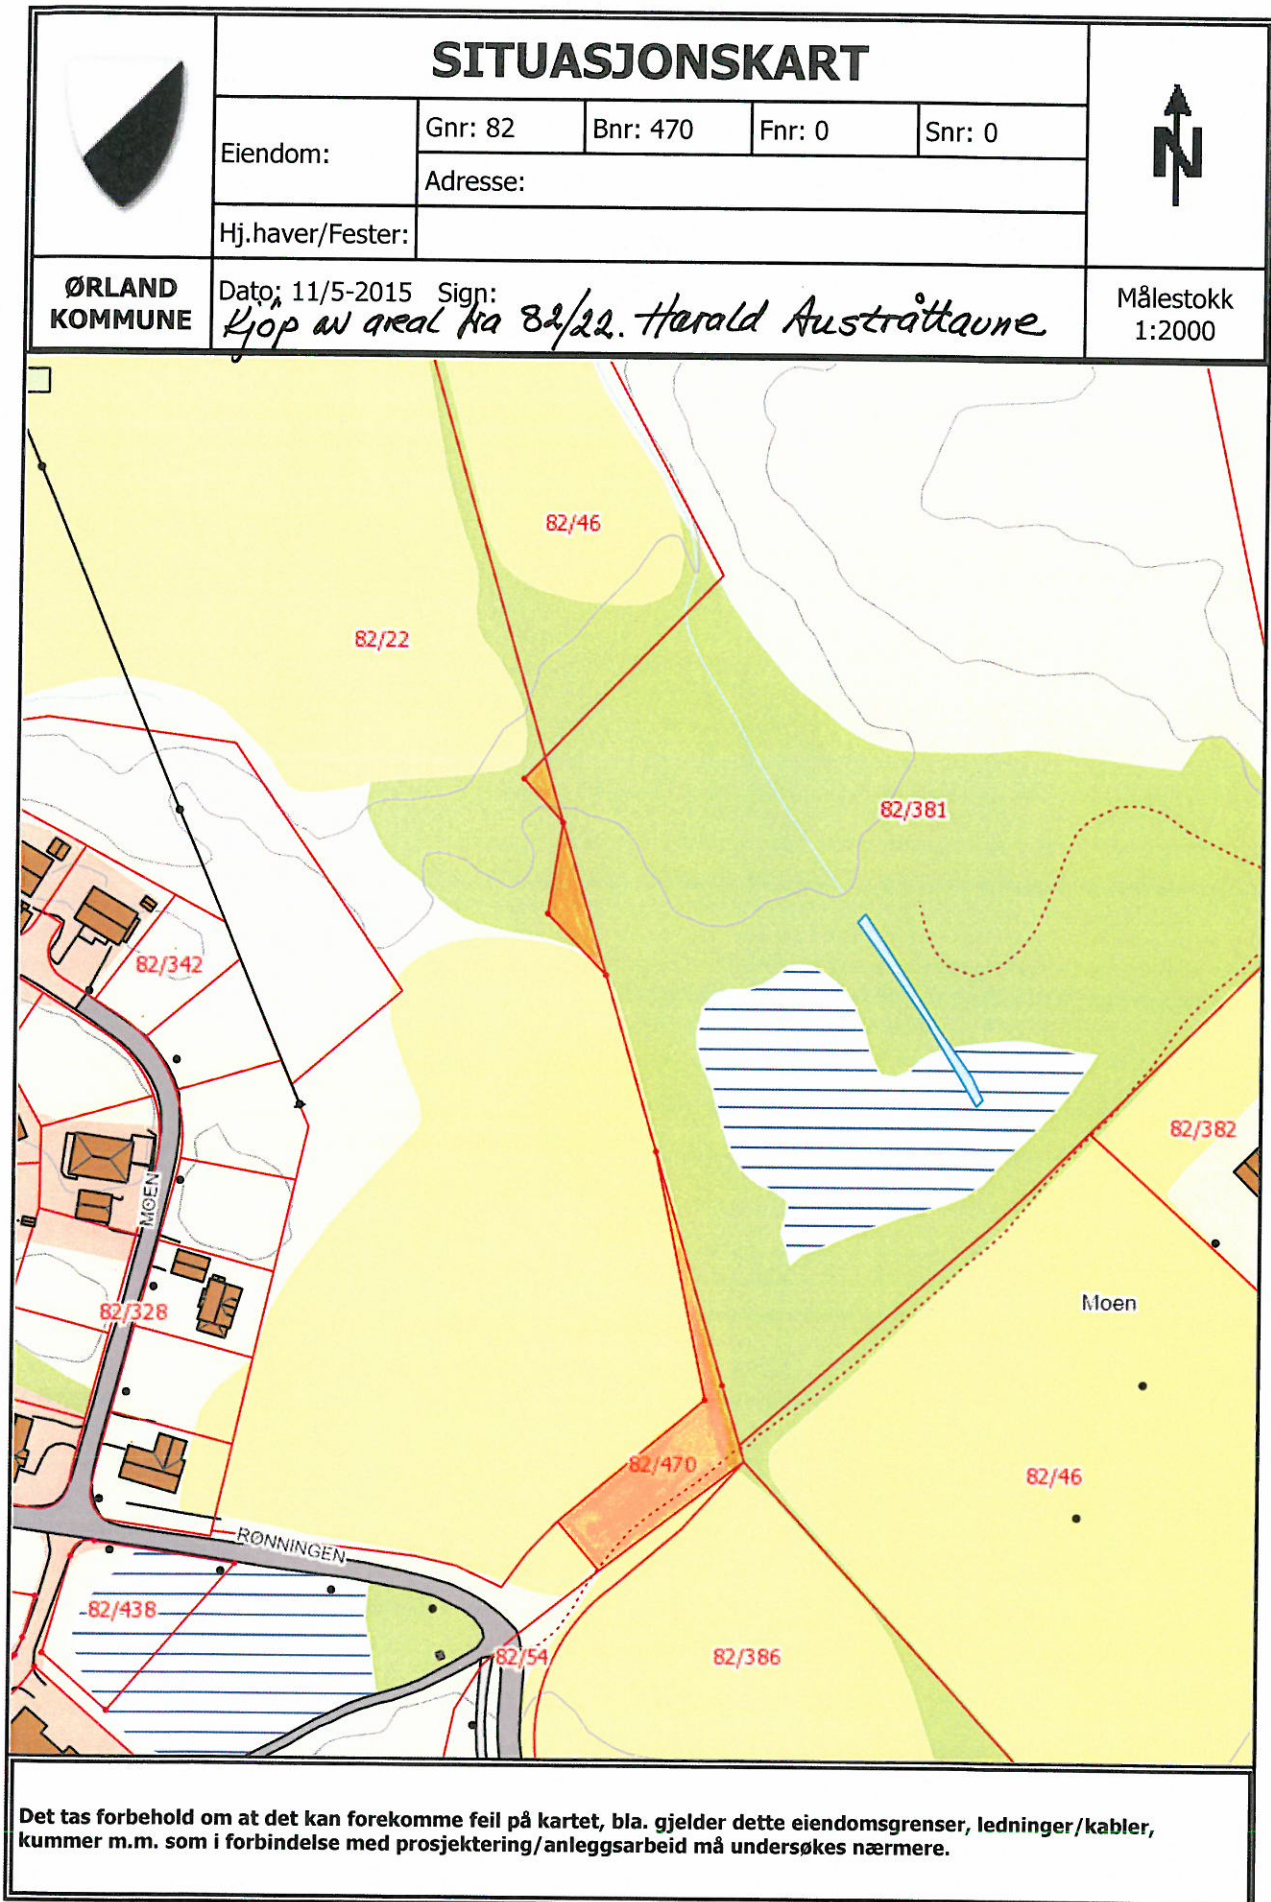 SITUASJONSKART
Eiendom:
Gnr: 82
Bnr: 470
Fnr: 0
Snr: 0
Adresse:
Hj.haver/Fester:
N
ØRLAND
KOMMUNE
Dato: 11/5-2015 Sign:
Kjøp av areal fra 82/22. Harald Austråttaune
Målestokk
1:2000
82/46
82/22
82/381
82/342
82/382
MOEN
82/328
Moen
82/470
82/46
RØNNINGEN
82/438
82/54
82/386
Det tas forbehold om at det kan forekomme feil på kartet, bla. gjelder dette eiendomsgrenser, ledninger/kabler,
kummer m.m. som i forbindelse med prosjektering/anleggsarbeid må undersøkes nærmere.